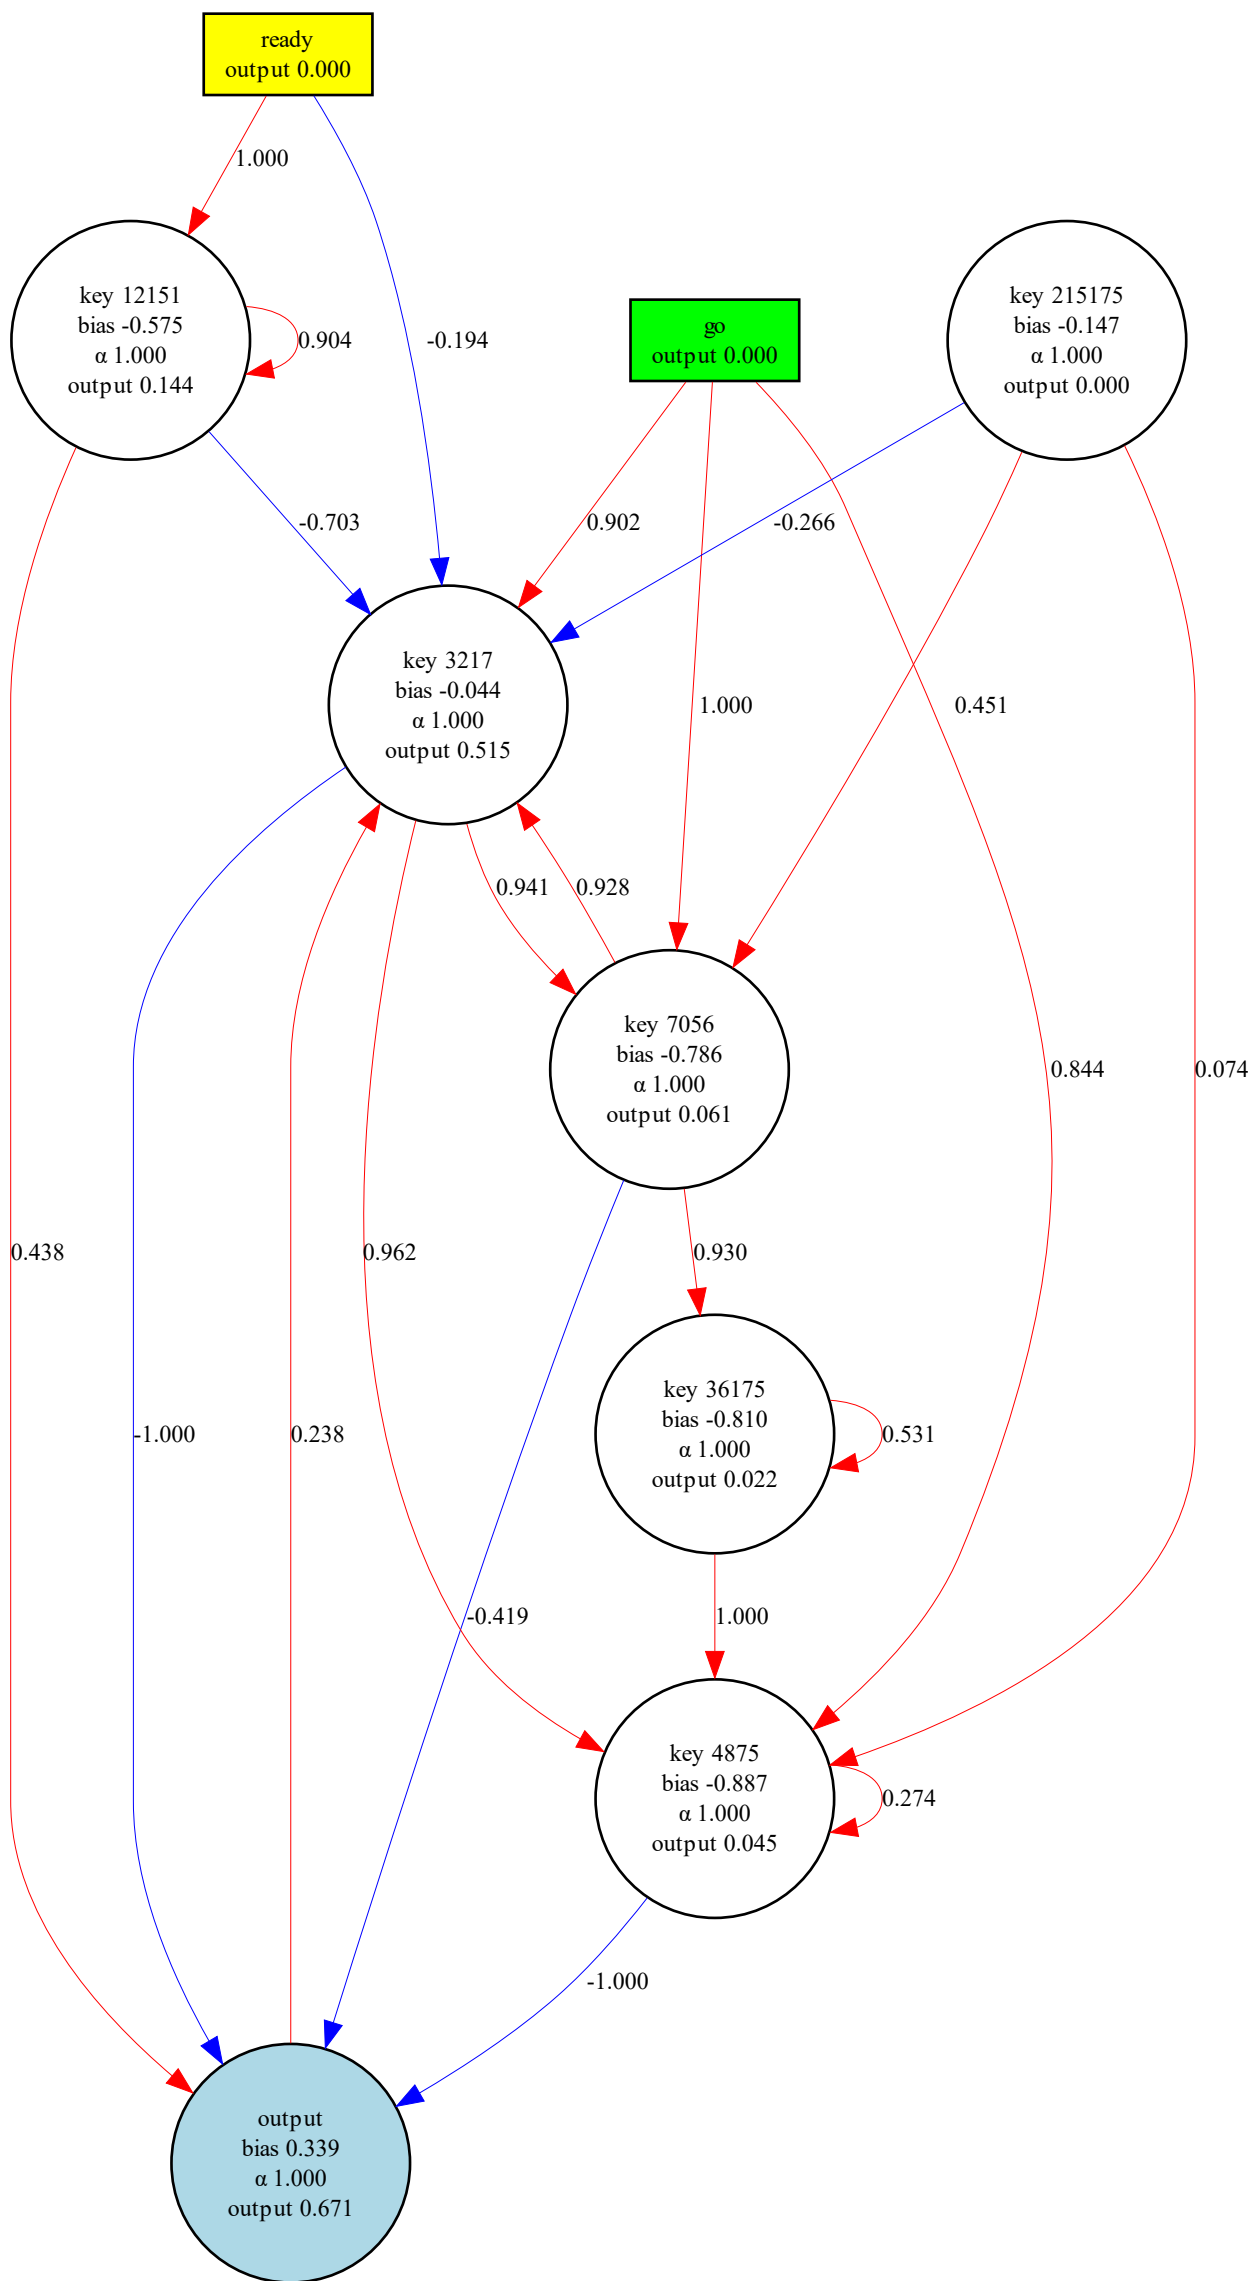 ready
output 0.000
1.000
key 12151
bias -0.575
α 1.000
output 0.144
0.904
-0.194
go
output 0.000
key 215175
bias -0.147
α 1.000
output 0.000
-0.703
0.902
-0.266
key 3217
bias -0.044
α 1.000
output 0.515
1.000
0.451
0.941
0.928
key 7056
bias -0.786
α 1.000
output 0.061
0.844
0.074
0.438
0.962
0.930
key 36175
bias -0.810
α 1.000
output 0.022
0.531
-1.000
0.238
-0.419
1.000
key 4875
bias -0.887
α 1.000
output 0.045
0.274
-1.000
output
bias 0.339
α 1.000
output 0.671